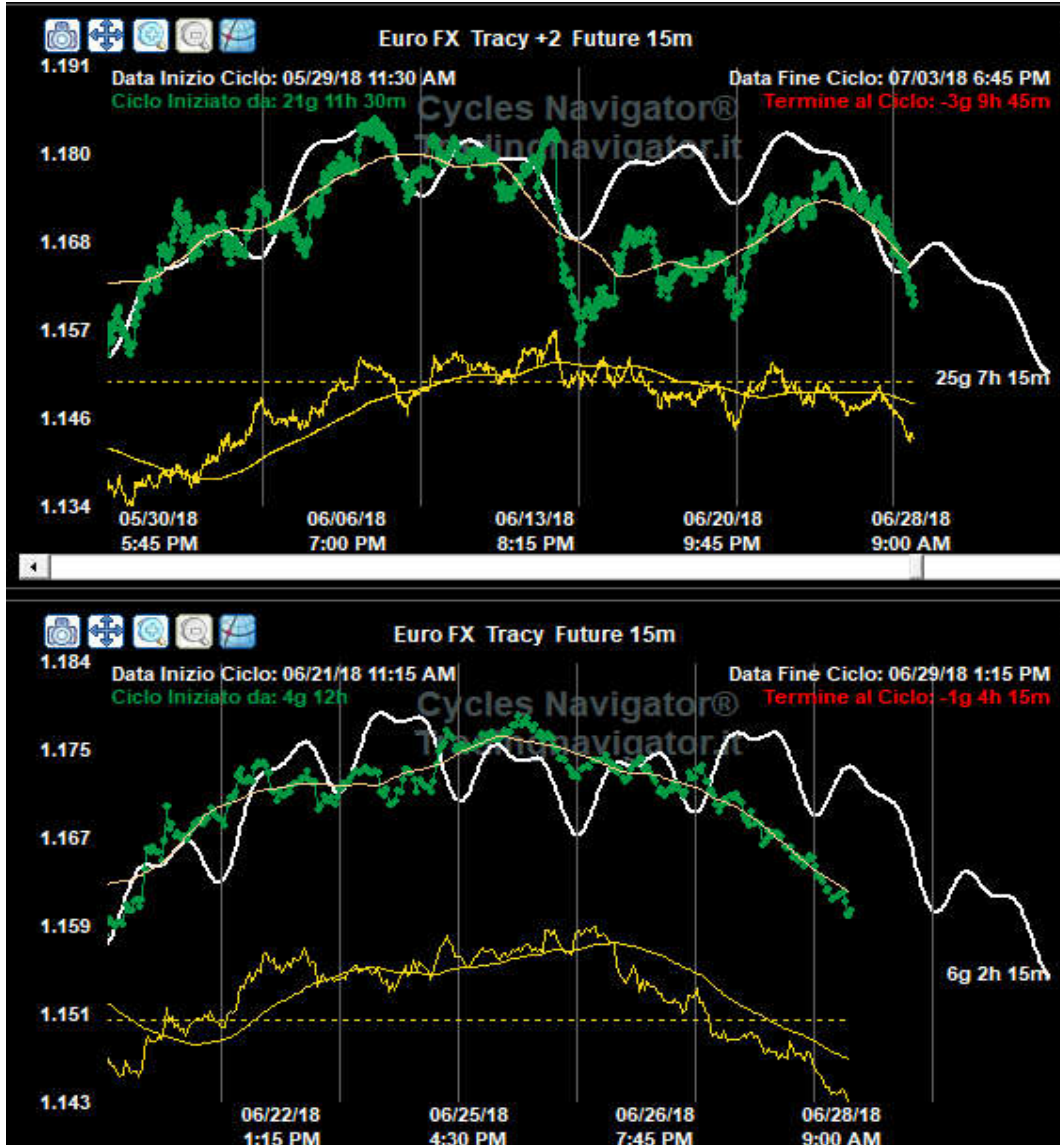 Euro FX Tracy +2 Future 15m
1.191
Data Inizio Ciclo: 05/29/18 11:30 AM
Data Fine Ciclo: 07/03/18 6:45 PM
Ciclo Iniziato da: 21g 11h 30m
Termine al Ciclo: -3g 9h 45m
Cycles Navigator®
Tradingnavigator.it
1.180
1.168
1.157
25g 7h 15m
1.146
1.134
05/30/18 06/06/18 06/13/18 06/20/18 06/28/18
5:45 PM 7:00 PM 8:15 PM 9:45 PM 9:00 AM
Euro FX Tracy Future 15m
1.184
Data Inizio Ciclo: 06/21/18 11:15 AM
Data Fine Ciclo: 06/29/18 1:15 PM
Ciclo Iniziato da: 4g 12h
Termine al Ciclo: -1g 4h 15m
Cycles Navigator®
Tradingnavigator.it
1.175
1.167
1.159
6g 2h 15m
1.151
1.143
06/22/18 06/25/18 06/26/18 06/28/18
1:15 PM 4:30 PM 7:45 PM 9:00 AM